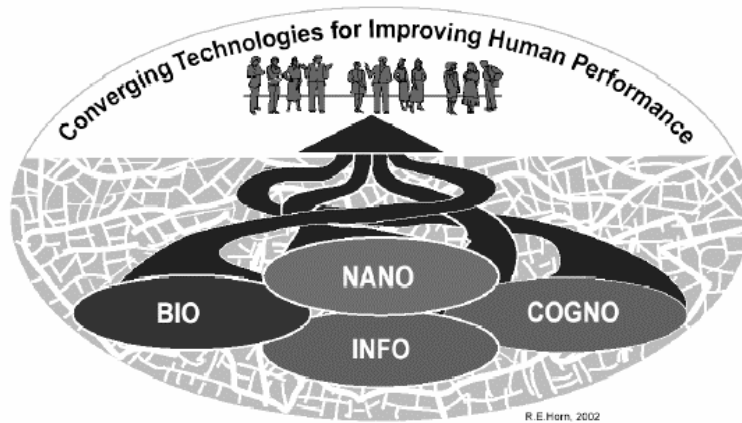 Converging Technologies for Improving Human Performance
NANO
BIO
COGNO
INFO
R.E.Horn, 2002